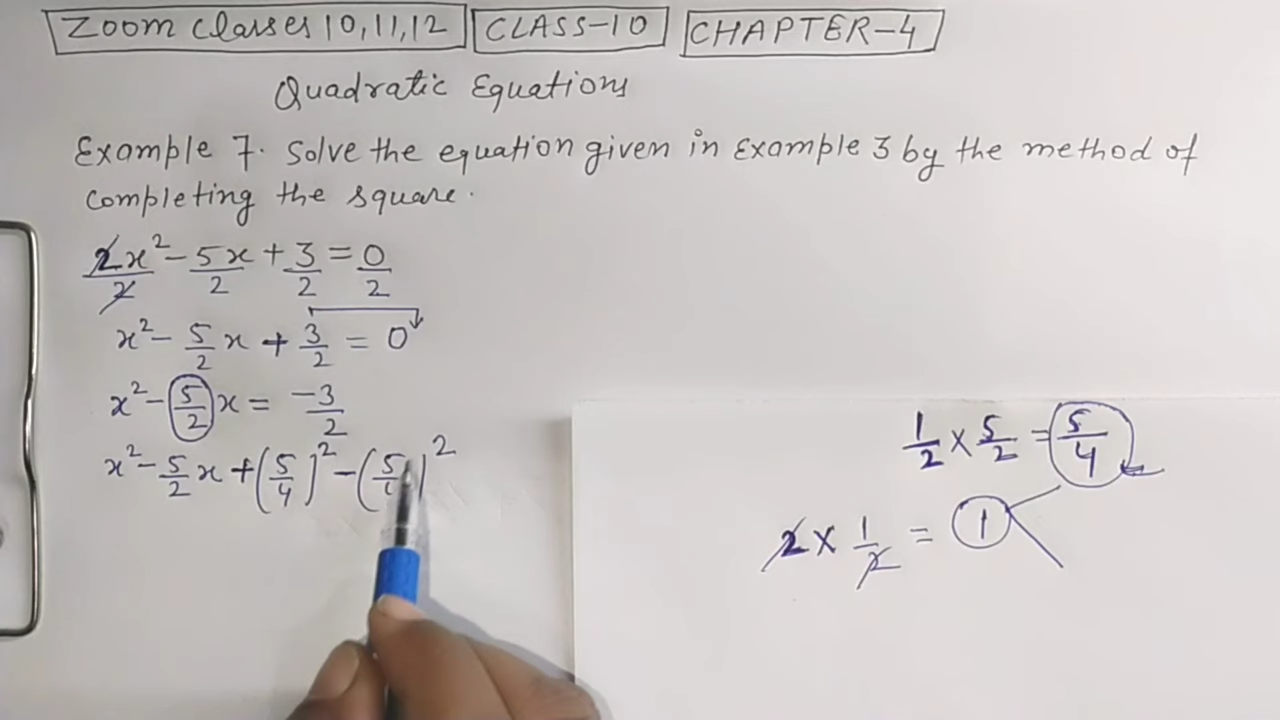 Zoom Classes 10,11,12 CLASS-10 CHAPTER-4
Quadratic Equations
Example 7. Solve the equation given in Example 3 by the method of
completing the square.
2x²/2 - 5x/2 + 3/2 = 0/2
x² - 5/2 x + 3/2 = 0
x² - 5/2 x = -3/2
x² - 5/2 x + (5/4)² - (5/
)²
1/2 × 5/2 = 5/4
2 × 1/2 = 1